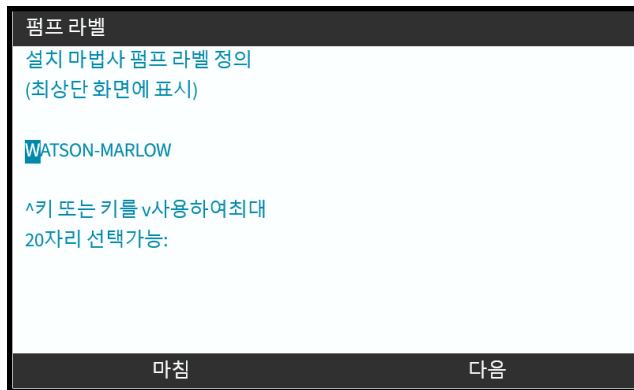 펌프 라벨
설치 마법사 펌프 라벨 정의
(최상단 화면에 표시)
WATSON-MARLOW
^키 또는 키를 v사용하여최대
20자리 선택가능:
마침 다음